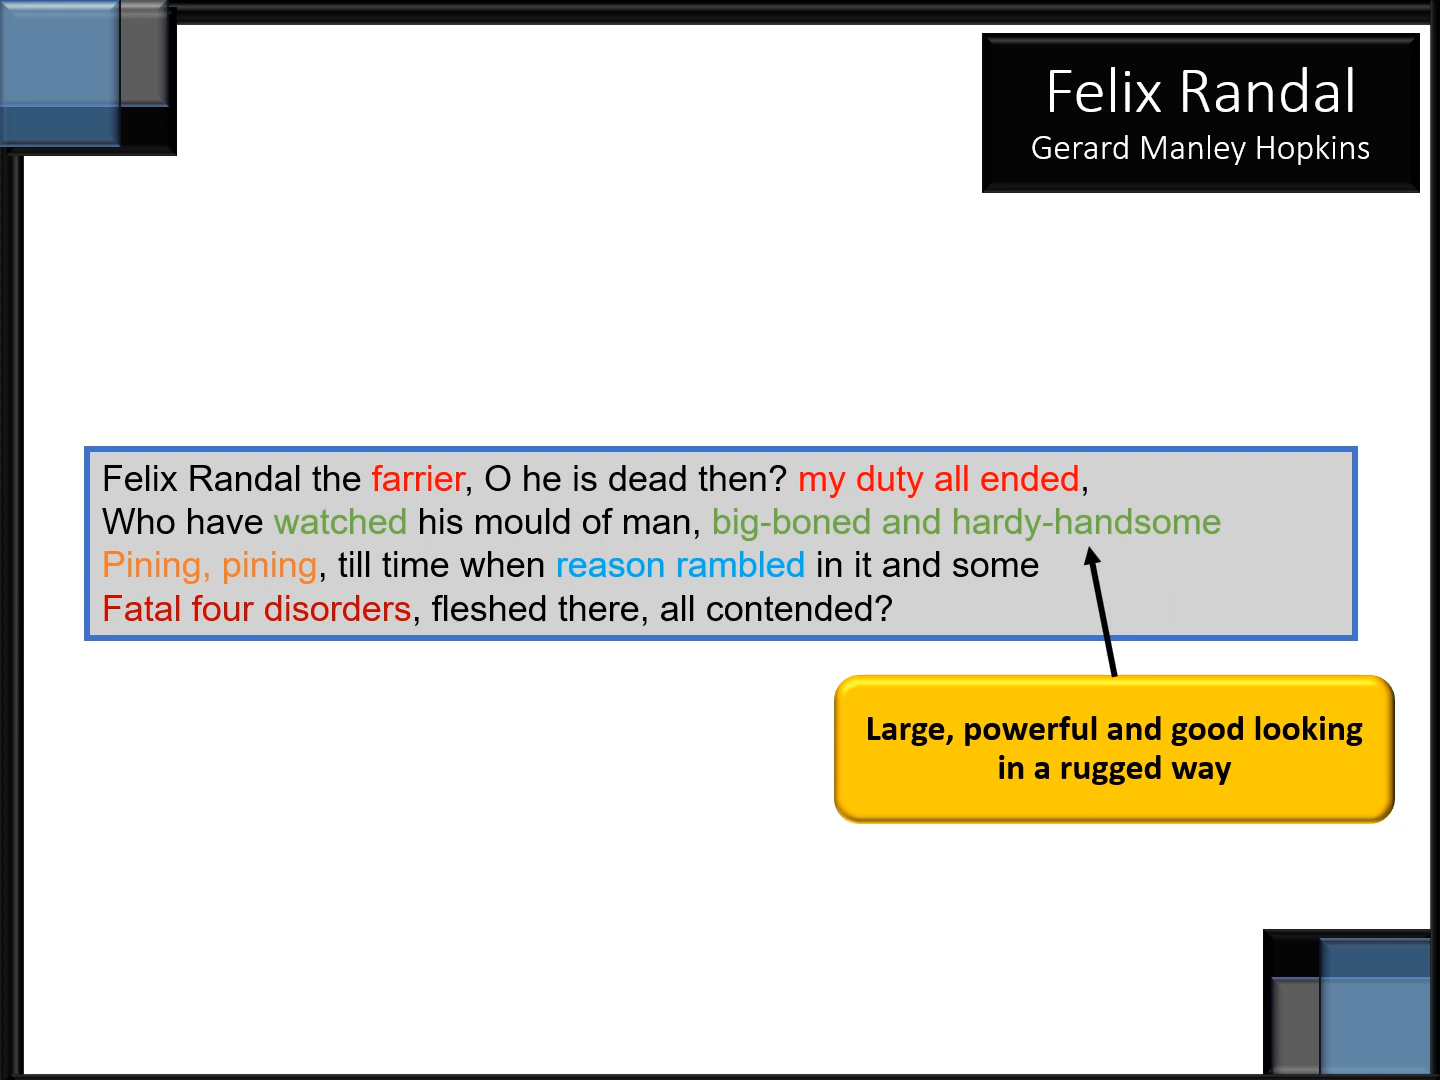 Felix Randal
Gerard Manley Hopkins
Felix Randal the farrier, O he is dead then? my duty all ended,
Who have watched his mould of man, big-boned and hardy-handsome
Pining, pining, till time when reason rambled in it and some
Fatal four disorders, fleshed there, all contended?
Large, powerful and good looking
in a rugged way